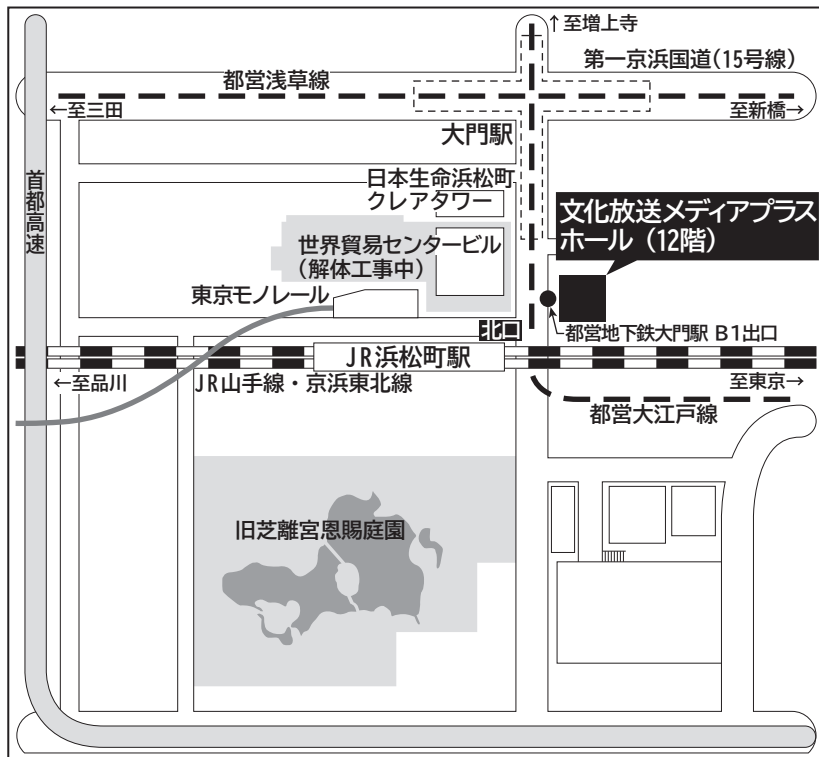 ↑至増上寺
第一京浜国道（15号線）
都営浅草線
←至三田
至新橋→
大門駅
首都高速
日本生命浜松町
クレアタワー
文化放送メディアプラス
ホール（12階）
世界貿易センタービル
（解体工事中）
東京モノレール
北口
都営地下鉄大門駅 B1出口
JR浜松町駅
←至品川
JR山手線・京浜東北線
至東京→
都営大江戸線
旧芝離宮恩賜庭園